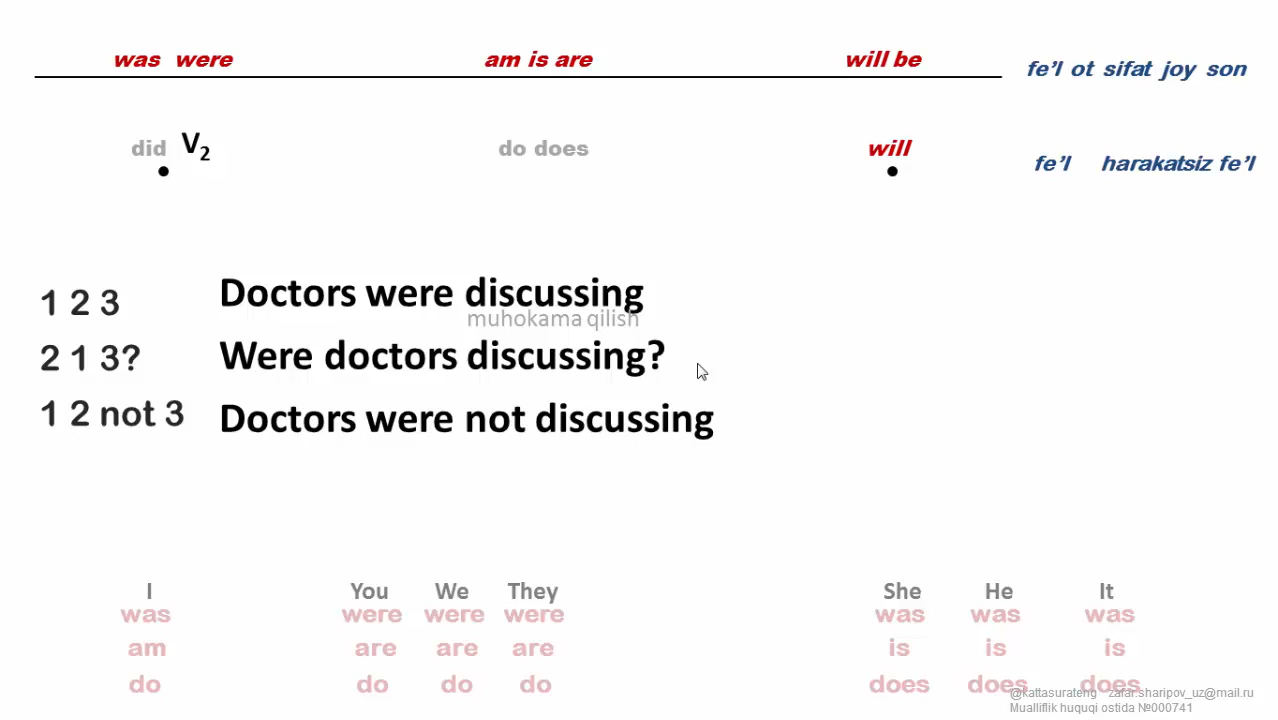 was were am is are will be fe’l ot sifat joy son
did V₂ do does will fe’l harakatsiz fe’l
1 2 3 Doctors were discussing
muhokama qilish
2 1 3? Were doctors discussing?
1 2 not 3 Doctors were not discussing
I You We They She He It
was were were were was was was
am are are are is is is
do do do do does does does
@kattasurateng zafar.sharipov_uz@mail.ru
Mualliflik huquqi ostida №000741